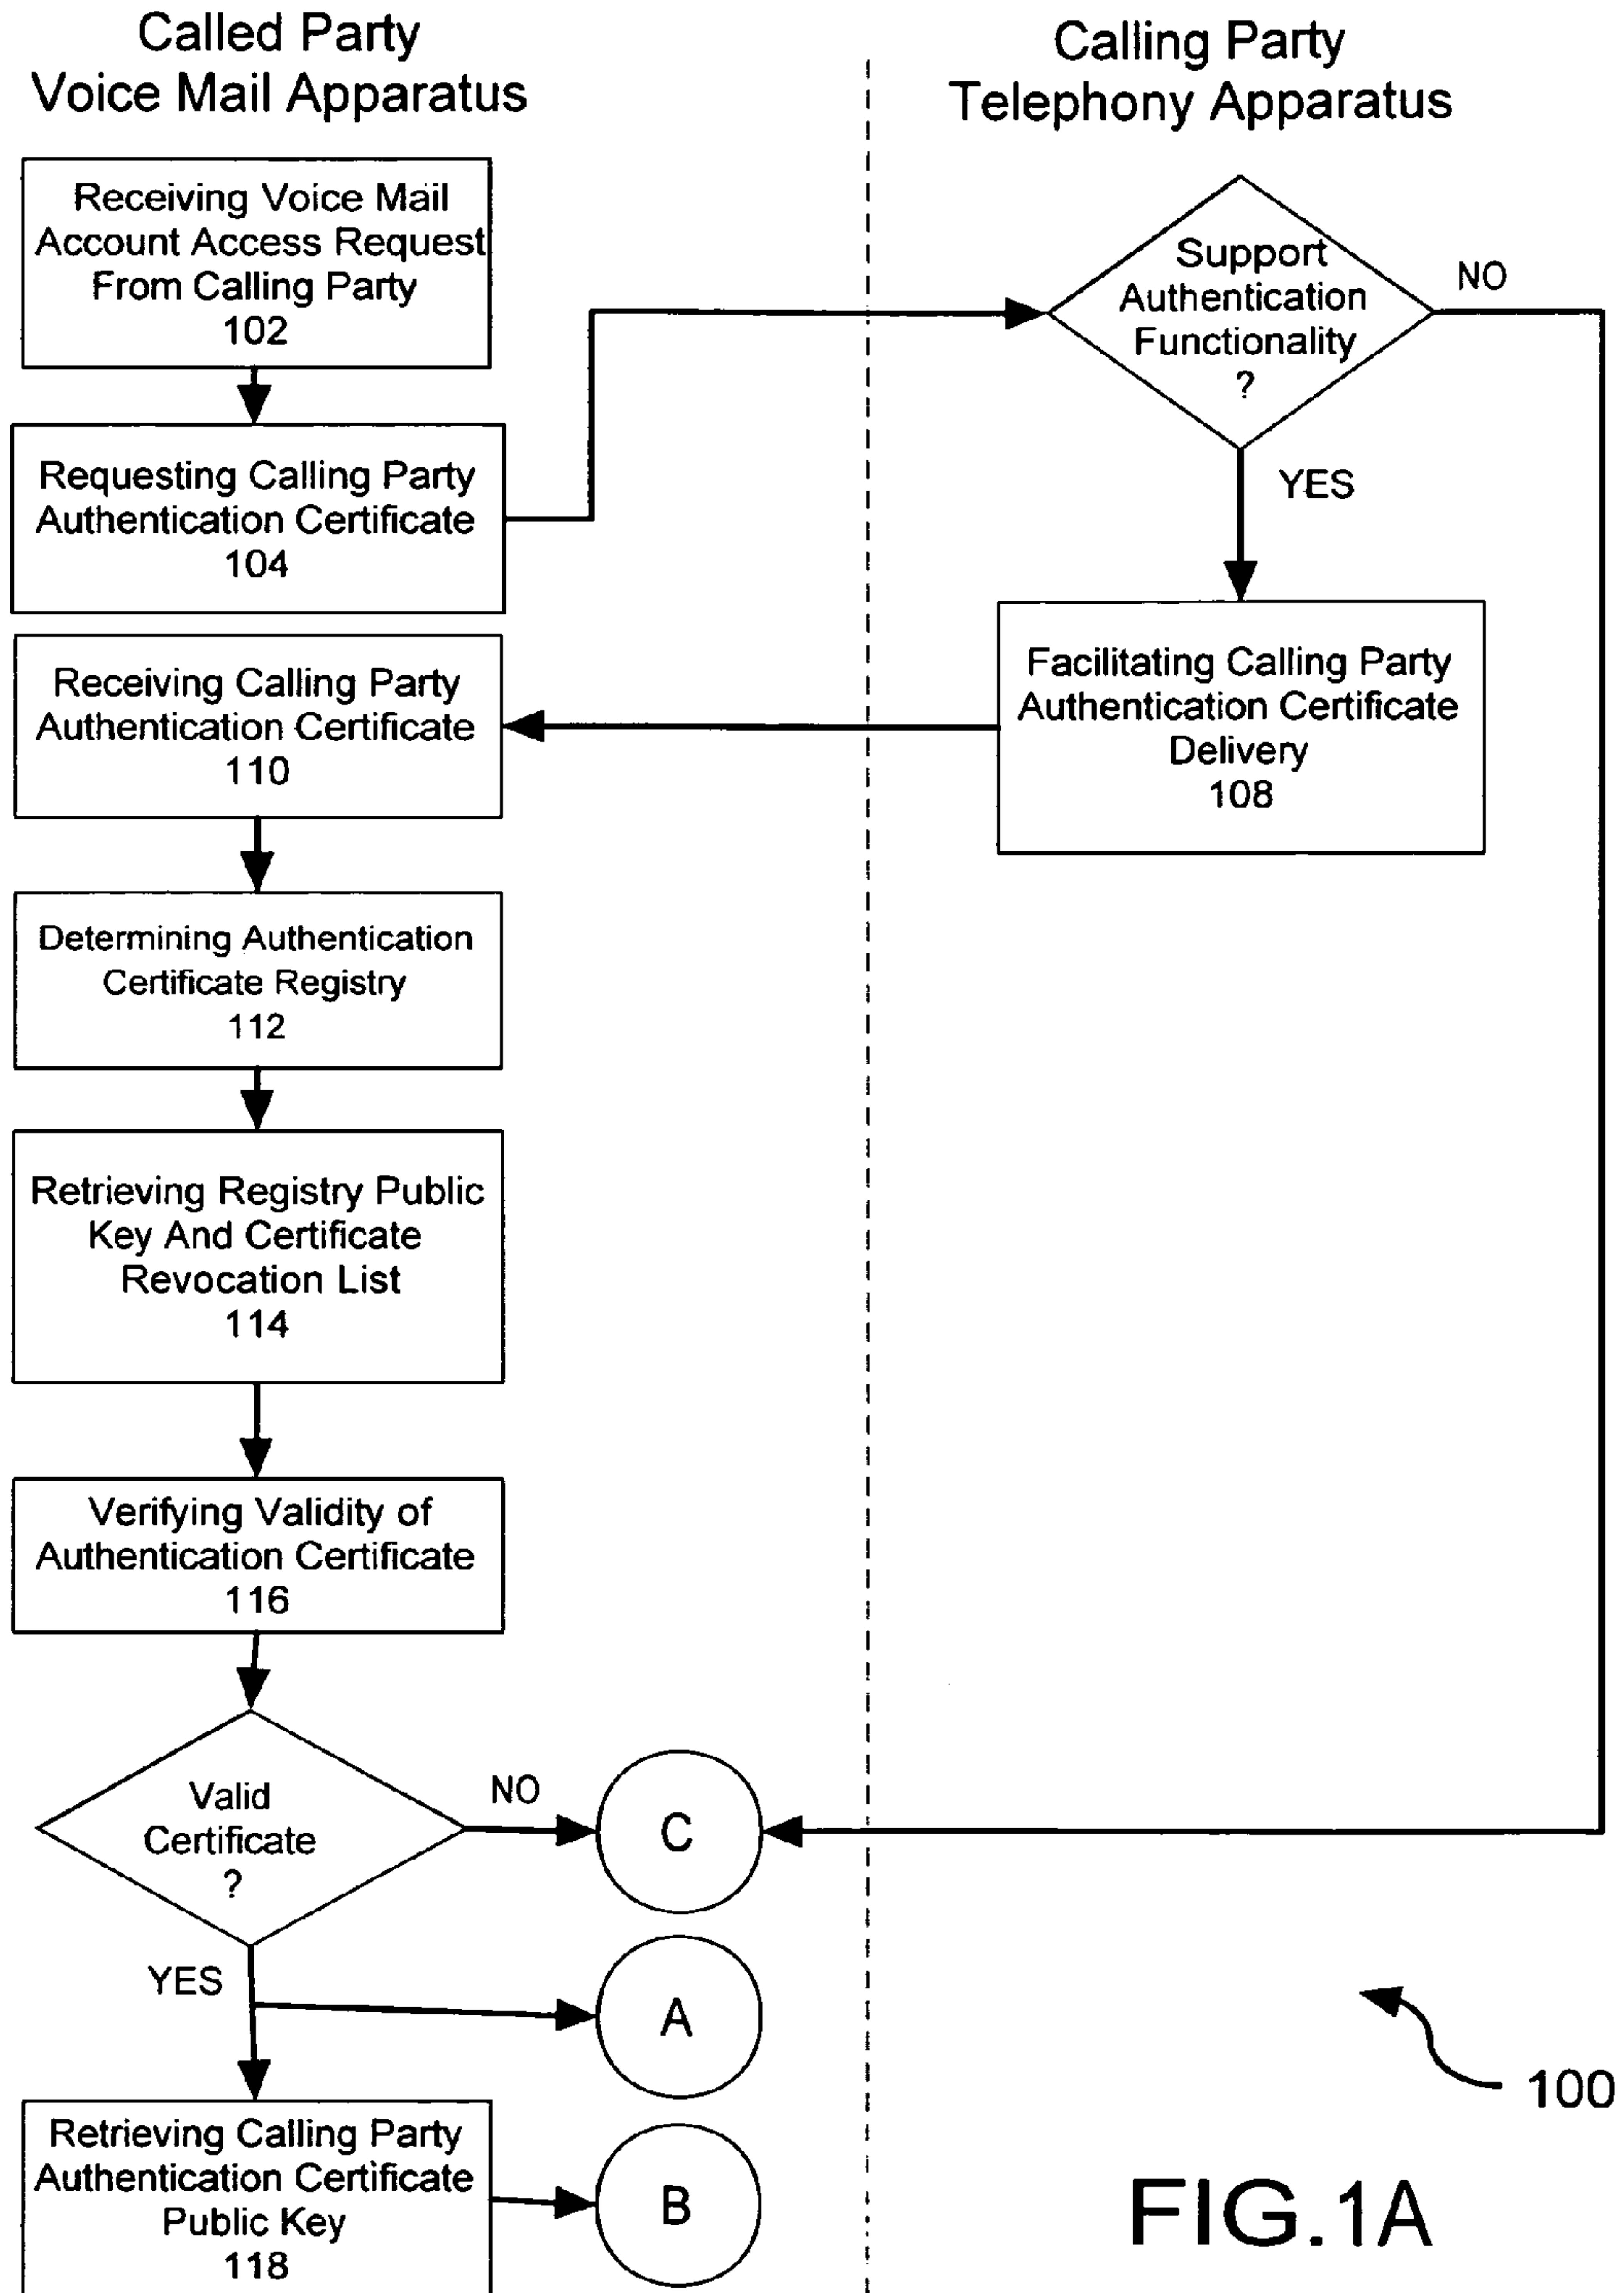 Called Party
Voice Mail Apparatus
Calling Party
Telephony Apparatus
Receiving Voice Mail
Account Access Request
From Calling Party
102
Support
Authentication
Functionality
?
NO
YES
Requesting Calling Party
Authentication Certificate
104
Facilitating Calling Party
Authentication Certificate
Delivery
108
Receiving Calling Party
Authentication Certificate
110
Determining Authentication
Certificate Registry
112
Retrieving Registry Public
Key And Certificate
Revocation List
114
Verifying Validity of
Authentication Certificate
116
Valid
Certificate
?
NO
C
YES
A
Retrieving Calling Party
Authentication Certificate
Public Key
118
B
100
FIG.1A